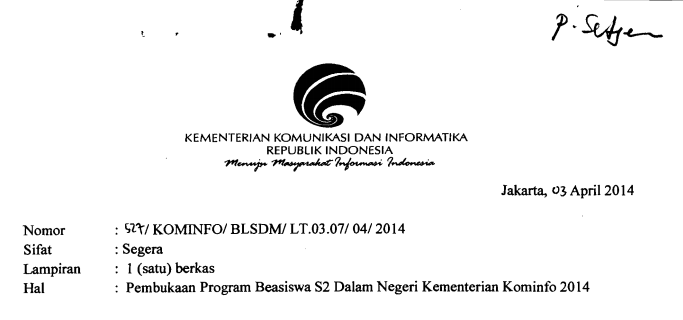 P. Setjen
KEMENTERIAN KOMUNIKASI DAN INFORMATIKA
REPUBLIK INDONESIA
Menuju Masyarakat Informasi Indonesia
Jakarta, 03 April 2014
Nomor : 527/ KOMINFO/ BLSDM/ LT.03.07/ 04/ 2014
Sifat : Segera
Lampiran : 1 (satu) berkas
Hal : Pembukaan Program Beasiswa S2 Dalam Negeri Kementerian Kominfo 2014